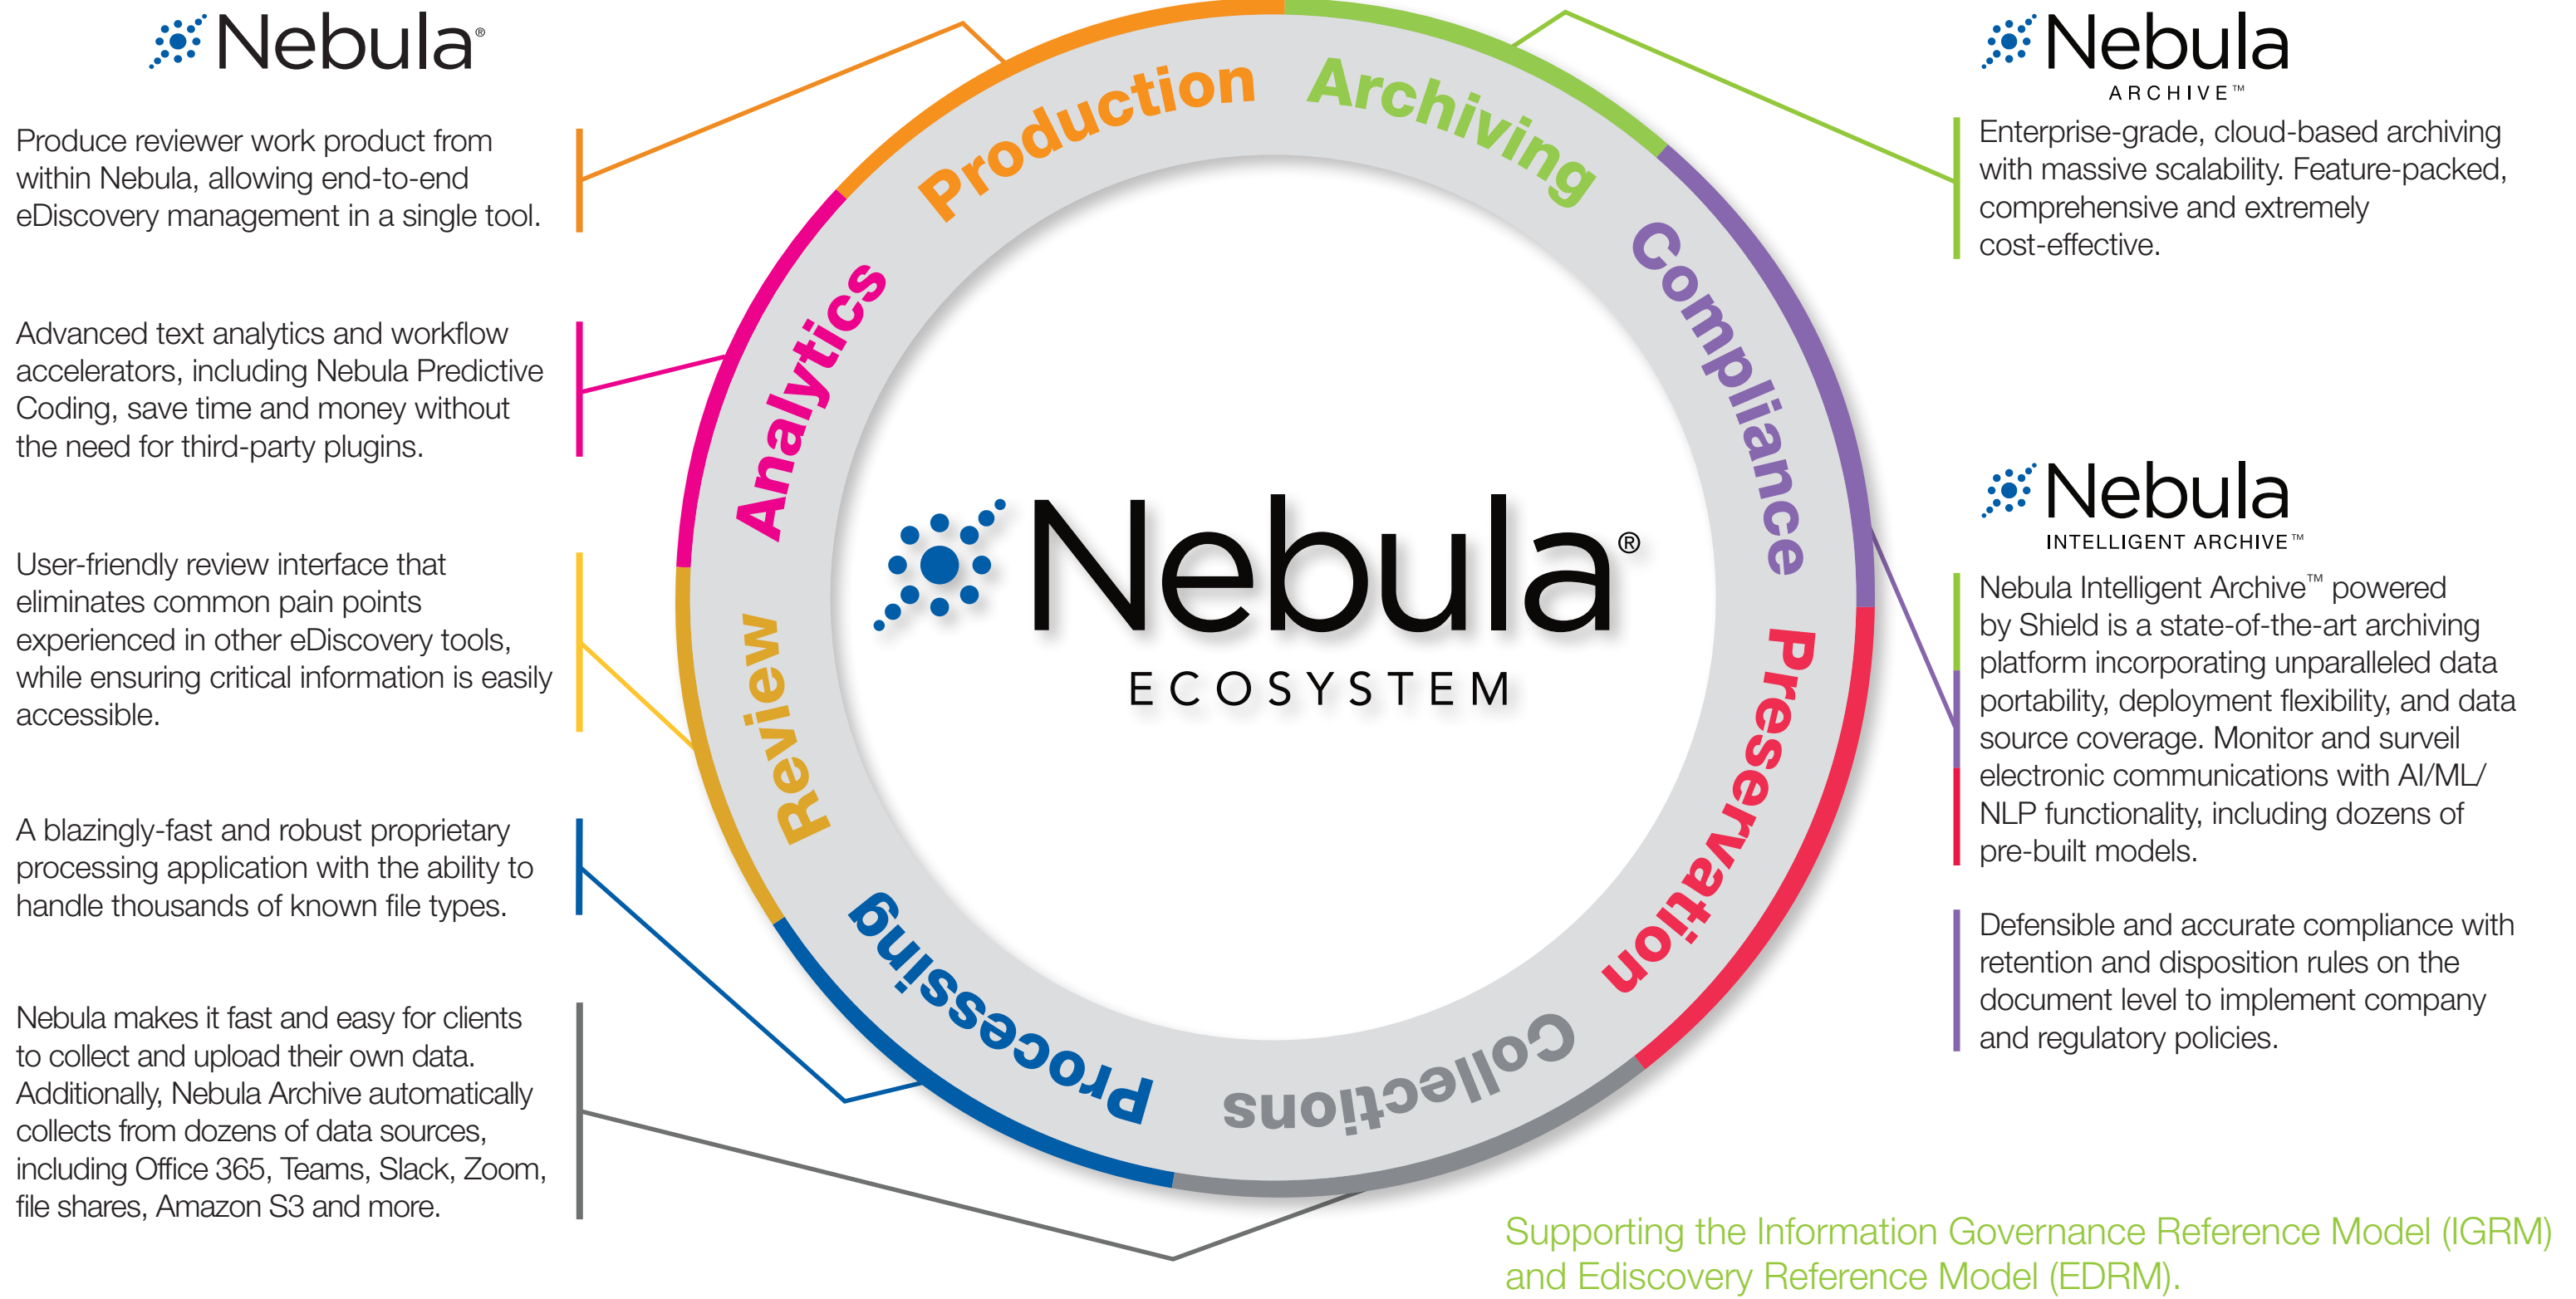 Nebula®
Produce reviewer work product from
within Nebula, allowing end-to-end
eDiscovery management in a single tool.
Advanced text analytics and workflow
accelerators, including Nebula Predictive
Coding, save time and money without
the need for third-party plugins.
User-friendly review interface that
eliminates common pain points
experienced in other eDiscovery tools,
while ensuring critical information is easily
accessible.
A blazingly-fast and robust proprietary
processing application with the ability to
handle thousands of known file types.
Nebula makes it fast and easy for clients
to collect and upload their own data.
Additionally, Nebula Archive automatically
collects from dozens of data sources,
including Office 365, Teams, Slack, Zoom,
file shares, Amazon S3 and more.
Production
Archiving
Compliance
Preservation
Collections
Processing
Review
Analytics
Nebula®
ECOSYSTEM
Nebula
ARCHIVE™
Enterprise-grade, cloud-based archiving
with massive scalability. Feature-packed,
comprehensive and extremely
cost-effective.
Nebula
INTELLIGENT ARCHIVE™
Nebula Intelligent Archive™ powered
by Shield is a state-of-the-art archiving
platform incorporating unparalleled data
portability, deployment flexibility, and data
source coverage. Monitor and surveil
electronic communications with AI/ML/
NLP functionality, including dozens of
pre-built models.
Defensible and accurate compliance with
retention and disposition rules on the
document level to implement company
and regulatory policies.
Supporting the Information Governance Reference Model (IGRM)
and Ediscovery Reference Model (EDRM).